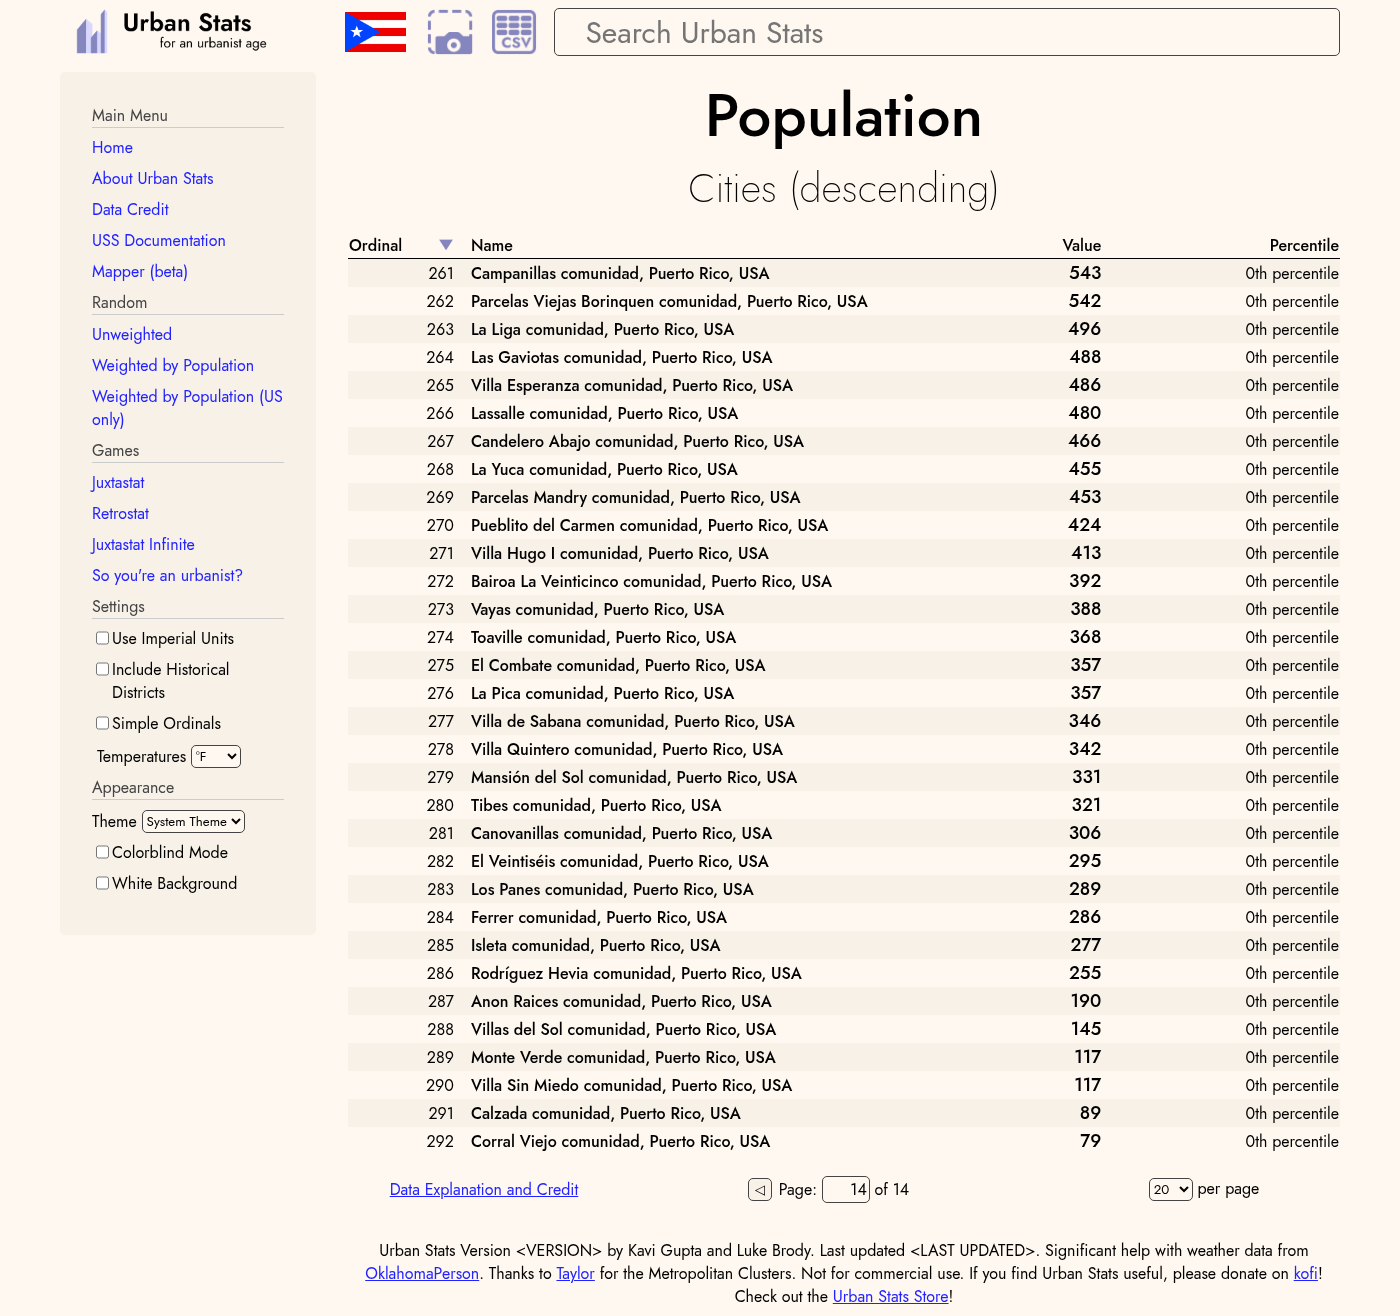 Urban Stats
for an urbanist age
CSV
Search Urban Stats
Main Menu
Home
About Urban Stats
Data Credit
USS Documentation
Mapper (beta)
Random
Unweighted
Weighted by Population
Weighted by Population (US
only)
Games
Juxtastat
Retrostat
Juxtastat Infinite
So you're an urbanist?
Settings
Use Imperial Units
Include Historical
Districts
Simple Ordinals
Temperatures °F
Appearance
Theme System Theme
Colorblind Mode
White Background
Population
Cities (descending)
Ordinal Name Value Percentile
261 Campanillas comunidad, Puerto Rico, USA 543 0th percentile
262 Parcelas Viejas Borinquen comunidad, Puerto Rico, USA 542 0th percentile
263 La Liga comunidad, Puerto Rico, USA 496 0th percentile
264 Las Gaviotas comunidad, Puerto Rico, USA 488 0th percentile
265 Villa Esperanza comunidad, Puerto Rico, USA 486 0th percentile
266 Lassalle comunidad, Puerto Rico, USA 480 0th percentile
267 Candelero Abajo comunidad, Puerto Rico, USA 466 0th percentile
268 La Yuca comunidad, Puerto Rico, USA 455 0th percentile
269 Parcelas Mandry comunidad, Puerto Rico, USA 453 0th percentile
270 Pueblito del Carmen comunidad, Puerto Rico, USA 424 0th percentile
271 Villa Hugo I comunidad, Puerto Rico, USA 413 0th percentile
272 Bairoa La Veinticinco comunidad, Puerto Rico, USA 392 0th percentile
273 Vayas comunidad, Puerto Rico, USA 388 0th percentile
274 Toaville comunidad, Puerto Rico, USA 368 0th percentile
275 El Combate comunidad, Puerto Rico, USA 357 0th percentile
276 La Pica comunidad, Puerto Rico, USA 357 0th percentile
277 Villa de Sabana comunidad, Puerto Rico, USA 346 0th percentile
278 Villa Quintero comunidad, Puerto Rico, USA 342 0th percentile
279 Mansión del Sol comunidad, Puerto Rico, USA 331 0th percentile
280 Tibes comunidad, Puerto Rico, USA 321 0th percentile
281 Canovanillas comunidad, Puerto Rico, USA 306 0th percentile
282 El Veintiséis comunidad, Puerto Rico, USA 295 0th percentile
283 Los Panes comunidad, Puerto Rico, USA 289 0th percentile
284 Ferrer comunidad, Puerto Rico, USA 286 0th percentile
285 Isleta comunidad, Puerto Rico, USA 277 0th percentile
286 Rodríguez Hevia comunidad, Puerto Rico, USA 255 0th percentile
287 Anon Raices comunidad, Puerto Rico, USA 190 0th percentile
288 Villas del Sol comunidad, Puerto Rico, USA 145 0th percentile
289 Monte Verde comunidad, Puerto Rico, USA 117 0th percentile
290 Villa Sin Miedo comunidad, Puerto Rico, USA 117 0th percentile
291 Calzada comunidad, Puerto Rico, USA 89 0th percentile
292 Corral Viejo comunidad, Puerto Rico, USA 79 0th percentile
Data Explanation and Credit Page: 14 of 14 20 per page
Urban Stats Version <VERSION> by Kavi Gupta and Luke Brody. Last updated <LAST UPDATED>. Significant help with weather data from
OklahomaPerson. Thanks to Taylor for the Metropolitan Clusters. Not for commercial use. If you find Urban Stats useful, please donate on kofi!
Check out the Urban Stats Store!